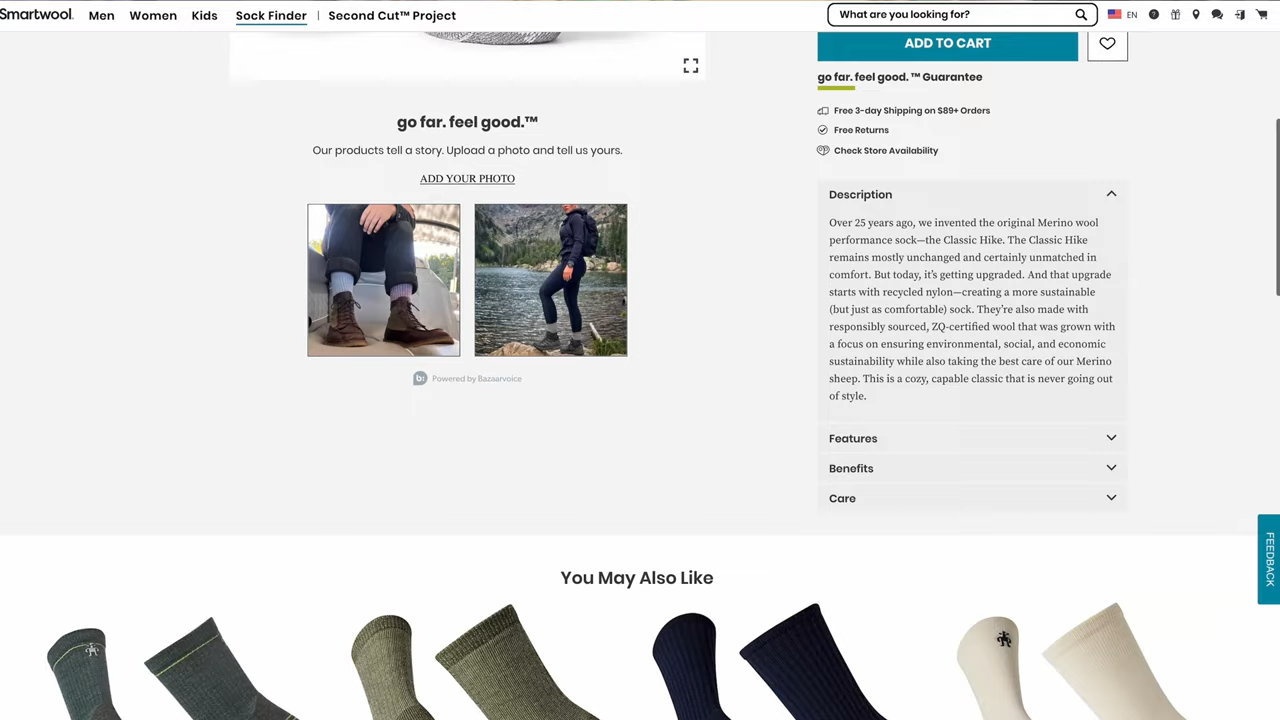 Smartwool
Men Women Kids Sock Finder | Second Cut™ Project
What are you looking for?
EN
ADD TO CART
go far. feel good. ™ Guarantee
Free 3-day Shipping on $89+ Orders
Free Returns
Check Store Availability
go far. feel good.™
Our products tell a story. Upload a photo and tell us yours.
ADD YOUR PHOTO
b:
Powered by Bazaarvoice
Description
Over 25 years ago, we invented the original Merino wool
performance sock—the Classic Hike. The Classic Hike
remains mostly unchanged and certainly unmatched in
comfort. But today, it's getting upgraded. And that upgrade
starts with recycled nylon—creating a more sustainable
(but just as comfortable) sock. They're also made with
responsibly sourced, ZQ-certified wool that was grown with
a focus on ensuring environmental, social, and economic
sustainability while also taking the best care of our Merino
sheep. This is a cozy, capable classic that is never going out
of style.
Features
Benefits
Care
FEEDBACK
You May Also Like